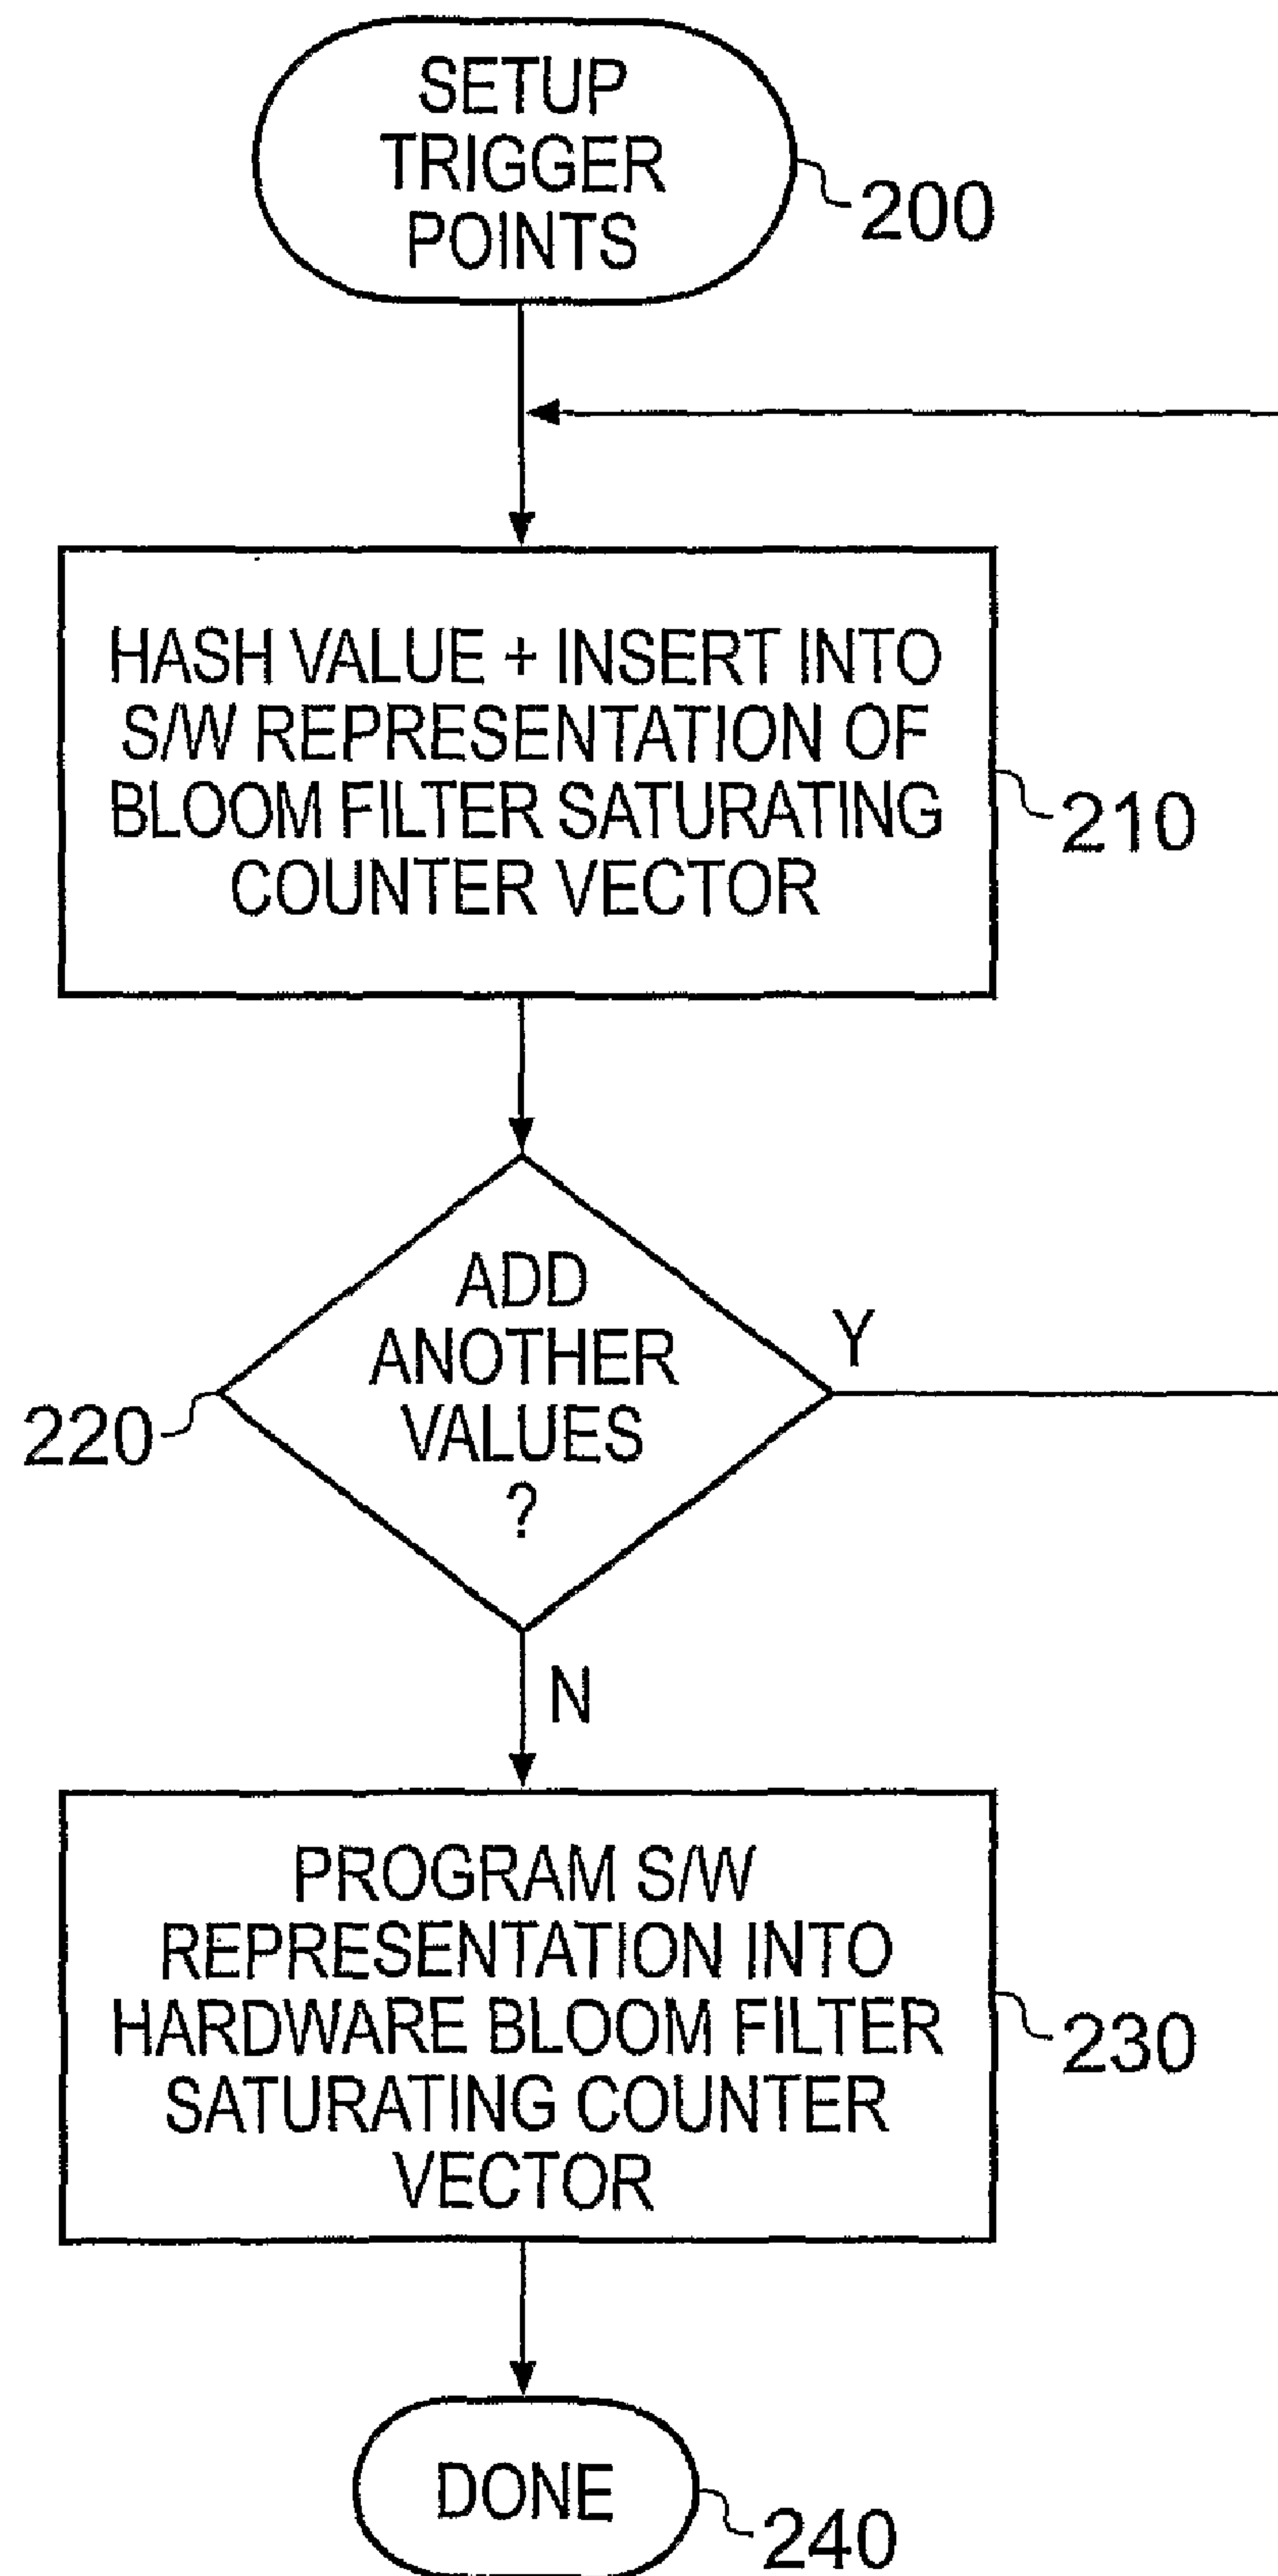 SETUP
TRIGGER
POINTS
200
HASH VALUE + INSERT INTO
S/W REPRESENTATION OF
BLOOM FILTER SATURATING
COUNTER VECTOR
210
ADD
ANOTHER
VALUES
?
Y
220
N
PROGRAM S/W
REPRESENTATION INTO
HARDWARE BLOOM FILTER
SATURATING COUNTER
VECTOR
230
DONE
240